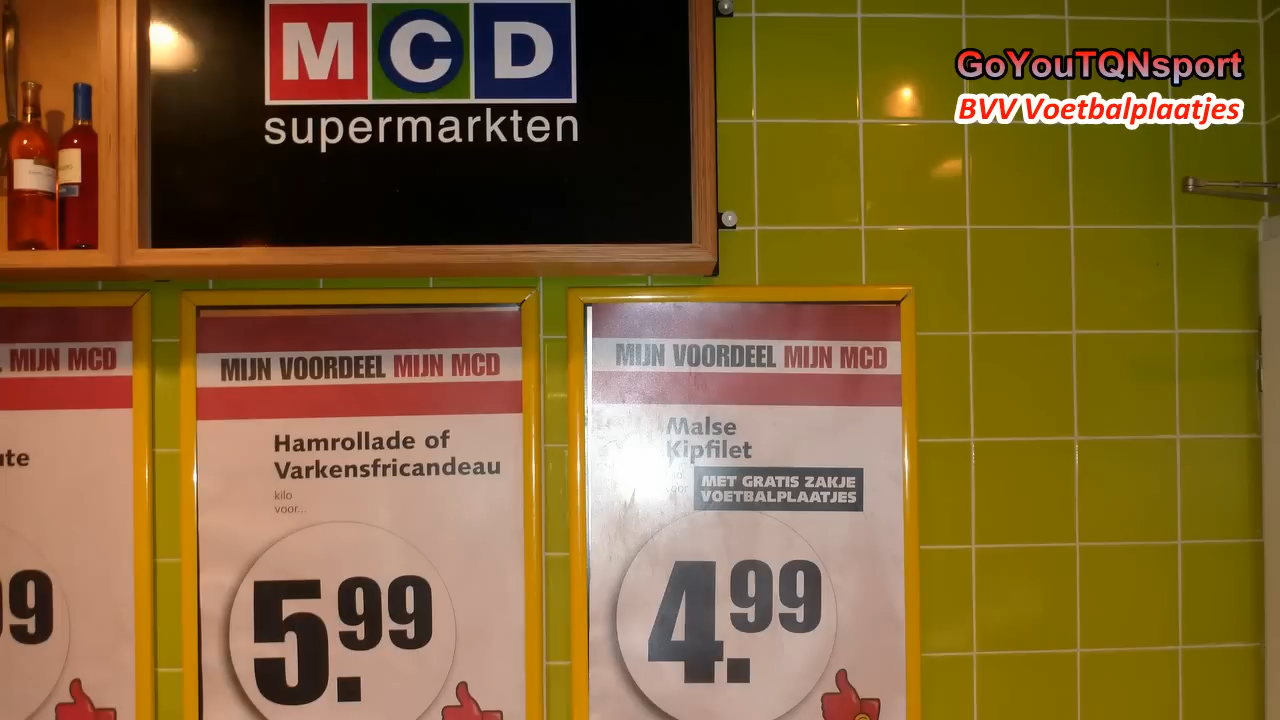 MCD
supermarkten
GoYouTQNsport
BVV Voetbalplaatjes
MIJN MCD
99
MIJN VOORDEEL MIJN MCD
Hamrollade of
Varkensfricandeau
kilo
voor...
5.99
MIJN VOORDEEL MIJN MCD
Malse
Kipfilet
MET GRATIS ZAKJE
VOETBALPLAATJES
4.99